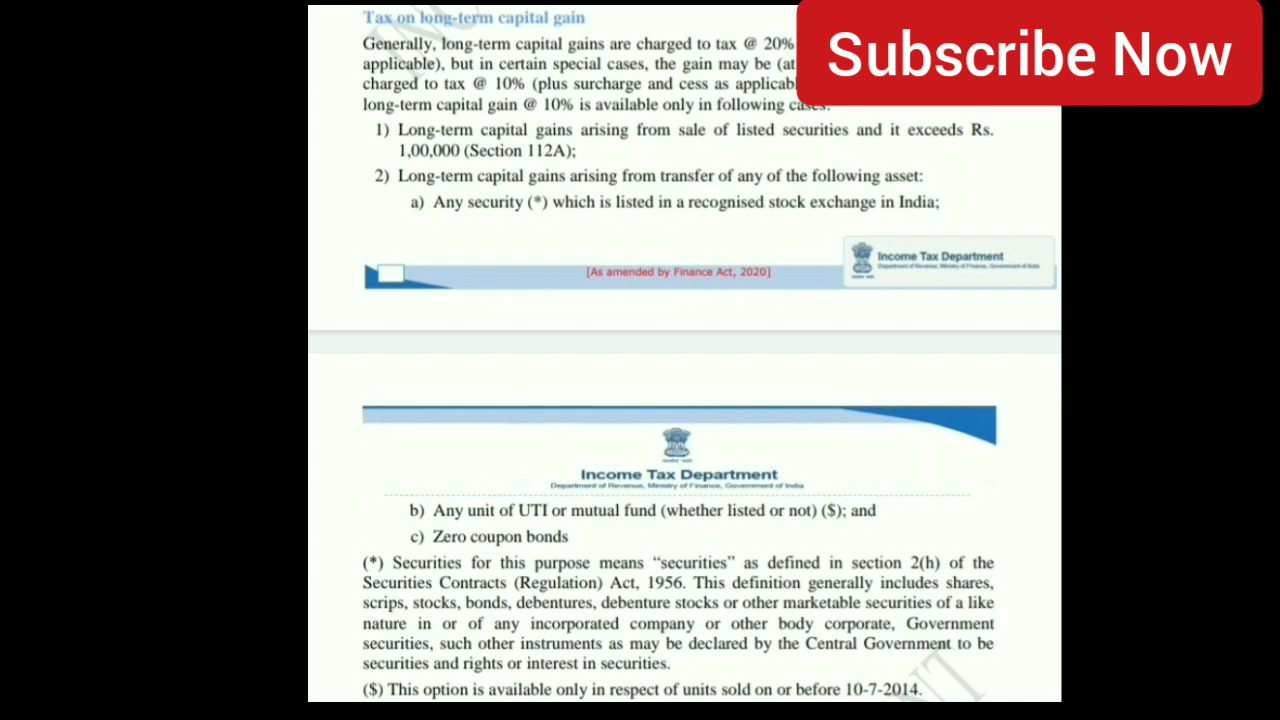 Tax on long-term capital gain
Subscribe Now
Generally, long-term capital gains are charged to tax @ 20%
applicable), but in certain special cases, the gain may be (at
charged to tax @ 10% (plus surcharge and cess as
long-term capital gain @ 10% is available only in following cases:
1) Long-term capital gains arising from sale of listed securities and it exceeds Rs.
1,00,000 (Section 112A);
2) Long-term capital gains arising from transfer of any of the following asset:
a) Any security (*) which is listed in a recognised stock exchange in India;
[As amended by Finance Act, 2020]
Income Tax Department
Department of Revenue, Ministry of Finance, Government of India
Income Tax Department
Department of Revenue, Ministry of Finance, Government of India
b) Any unit of UTI or mutual fund (whether listed or not) ($); and
c) Zero coupon bonds
(*) Securities for this purpose means “securities” as defined in section 2(h) of the
Securities Contracts (Regulation) Act, 1956. This definition generally includes shares,
scrips, stocks, bonds, debentures, debenture stocks or other marketable securities of a like
nature in or of any incorporated company or other body corporate, Government
securities, such other instruments as may be declared by the Central Government to be
securities and rights or interest in securities.
($) This option is available only in respect of units sold on or before 10-7-2014.